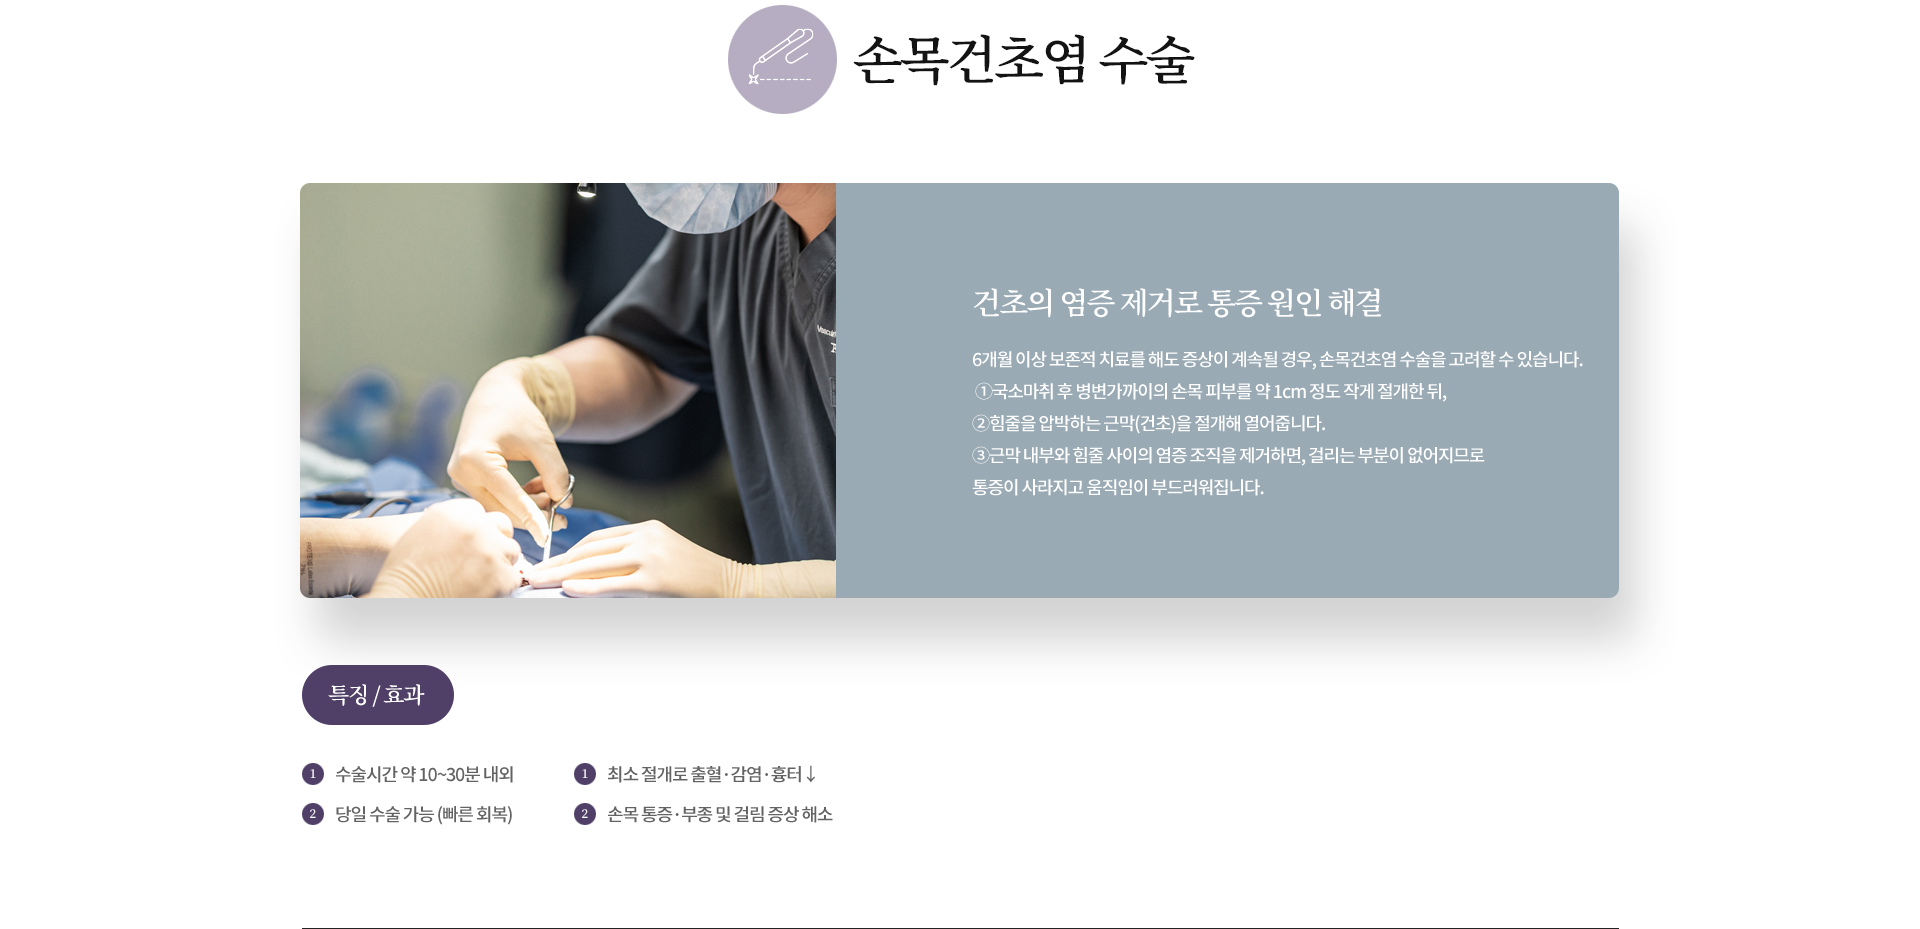 손목건초염 수술
건초의 염증 제거로 통증 원인 해결
6개월 이상 보존적 치료를 해도 증상이 계속될 경우, 손목건초염 수술을 고려할 수 있습니다.
①국소마취 후 병변가까이의 손목 피부를 약 1cm 정도 작게 절개한 뒤,
②힘줄을 압박하는 근막(건초)을 절개해 열어줍니다.
③근막 내부와 힘줄 사이의 염증 조직을 제거하면, 걸리는 부분이 없어지므로
통증이 사라지고 움직임이 부드러워집니다.
특징 / 효과
1 수술시간 약 10~30분 내외
2 당일 수술 가능 (빠른 회복)
1 최소 절개로 출혈·감염·흉터↓
2 손목 통증·부종 및 걸림 증상 해소